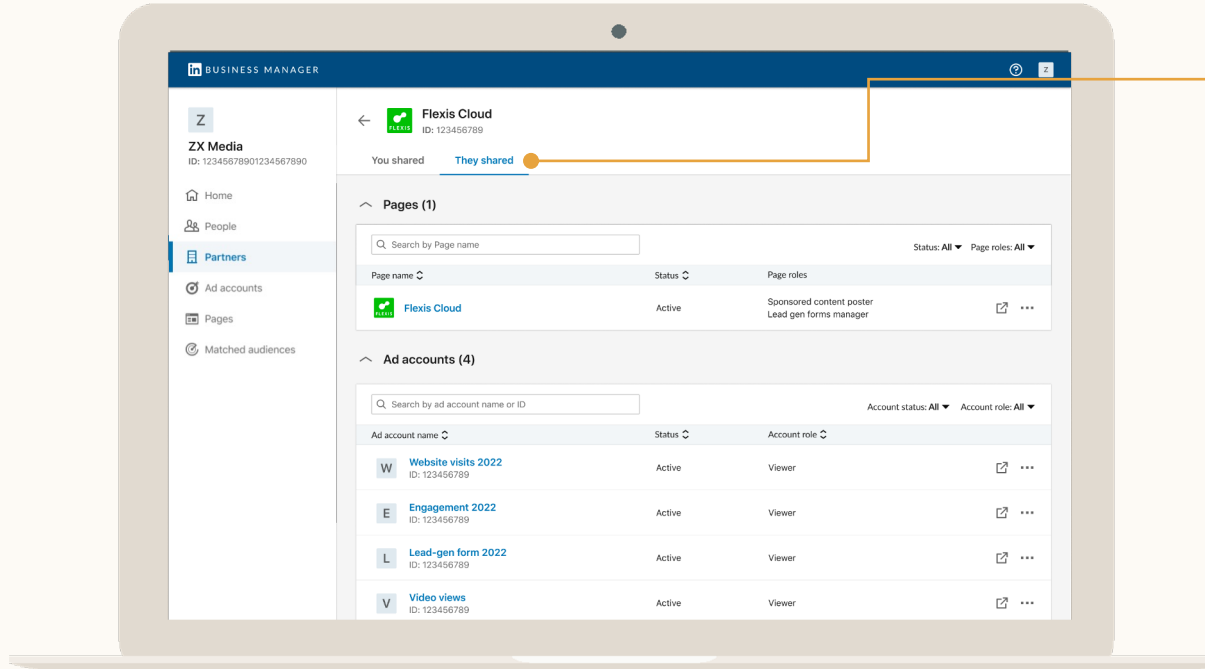 in BUSINESS MANAGER
Z
Z
ZX Media
ID: 12345678901234567890
Home
People
Partners
Ad accounts
Pages
Matched audiences
FLEXIS
Flexis Cloud
ID: 123456789
You shared
They shared
Pages (1)
Search by Page name
Status: All Page roles: All
Page name Status Page roles
FLEXIS
Flexis Cloud Active Sponsored content poster
Lead gen forms manager
Ad accounts (4)
Search by ad account name or ID
Account status: All Account role: All
Ad account name Status Account role
W Website visits 2022 Active Viewer
ID: 123456789
E Engagement 2022 Active Viewer
ID: 123456789
L Lead-gen form 2022 Active Viewer
ID: 123456789
V Video views Active Viewer
ID: 123456789